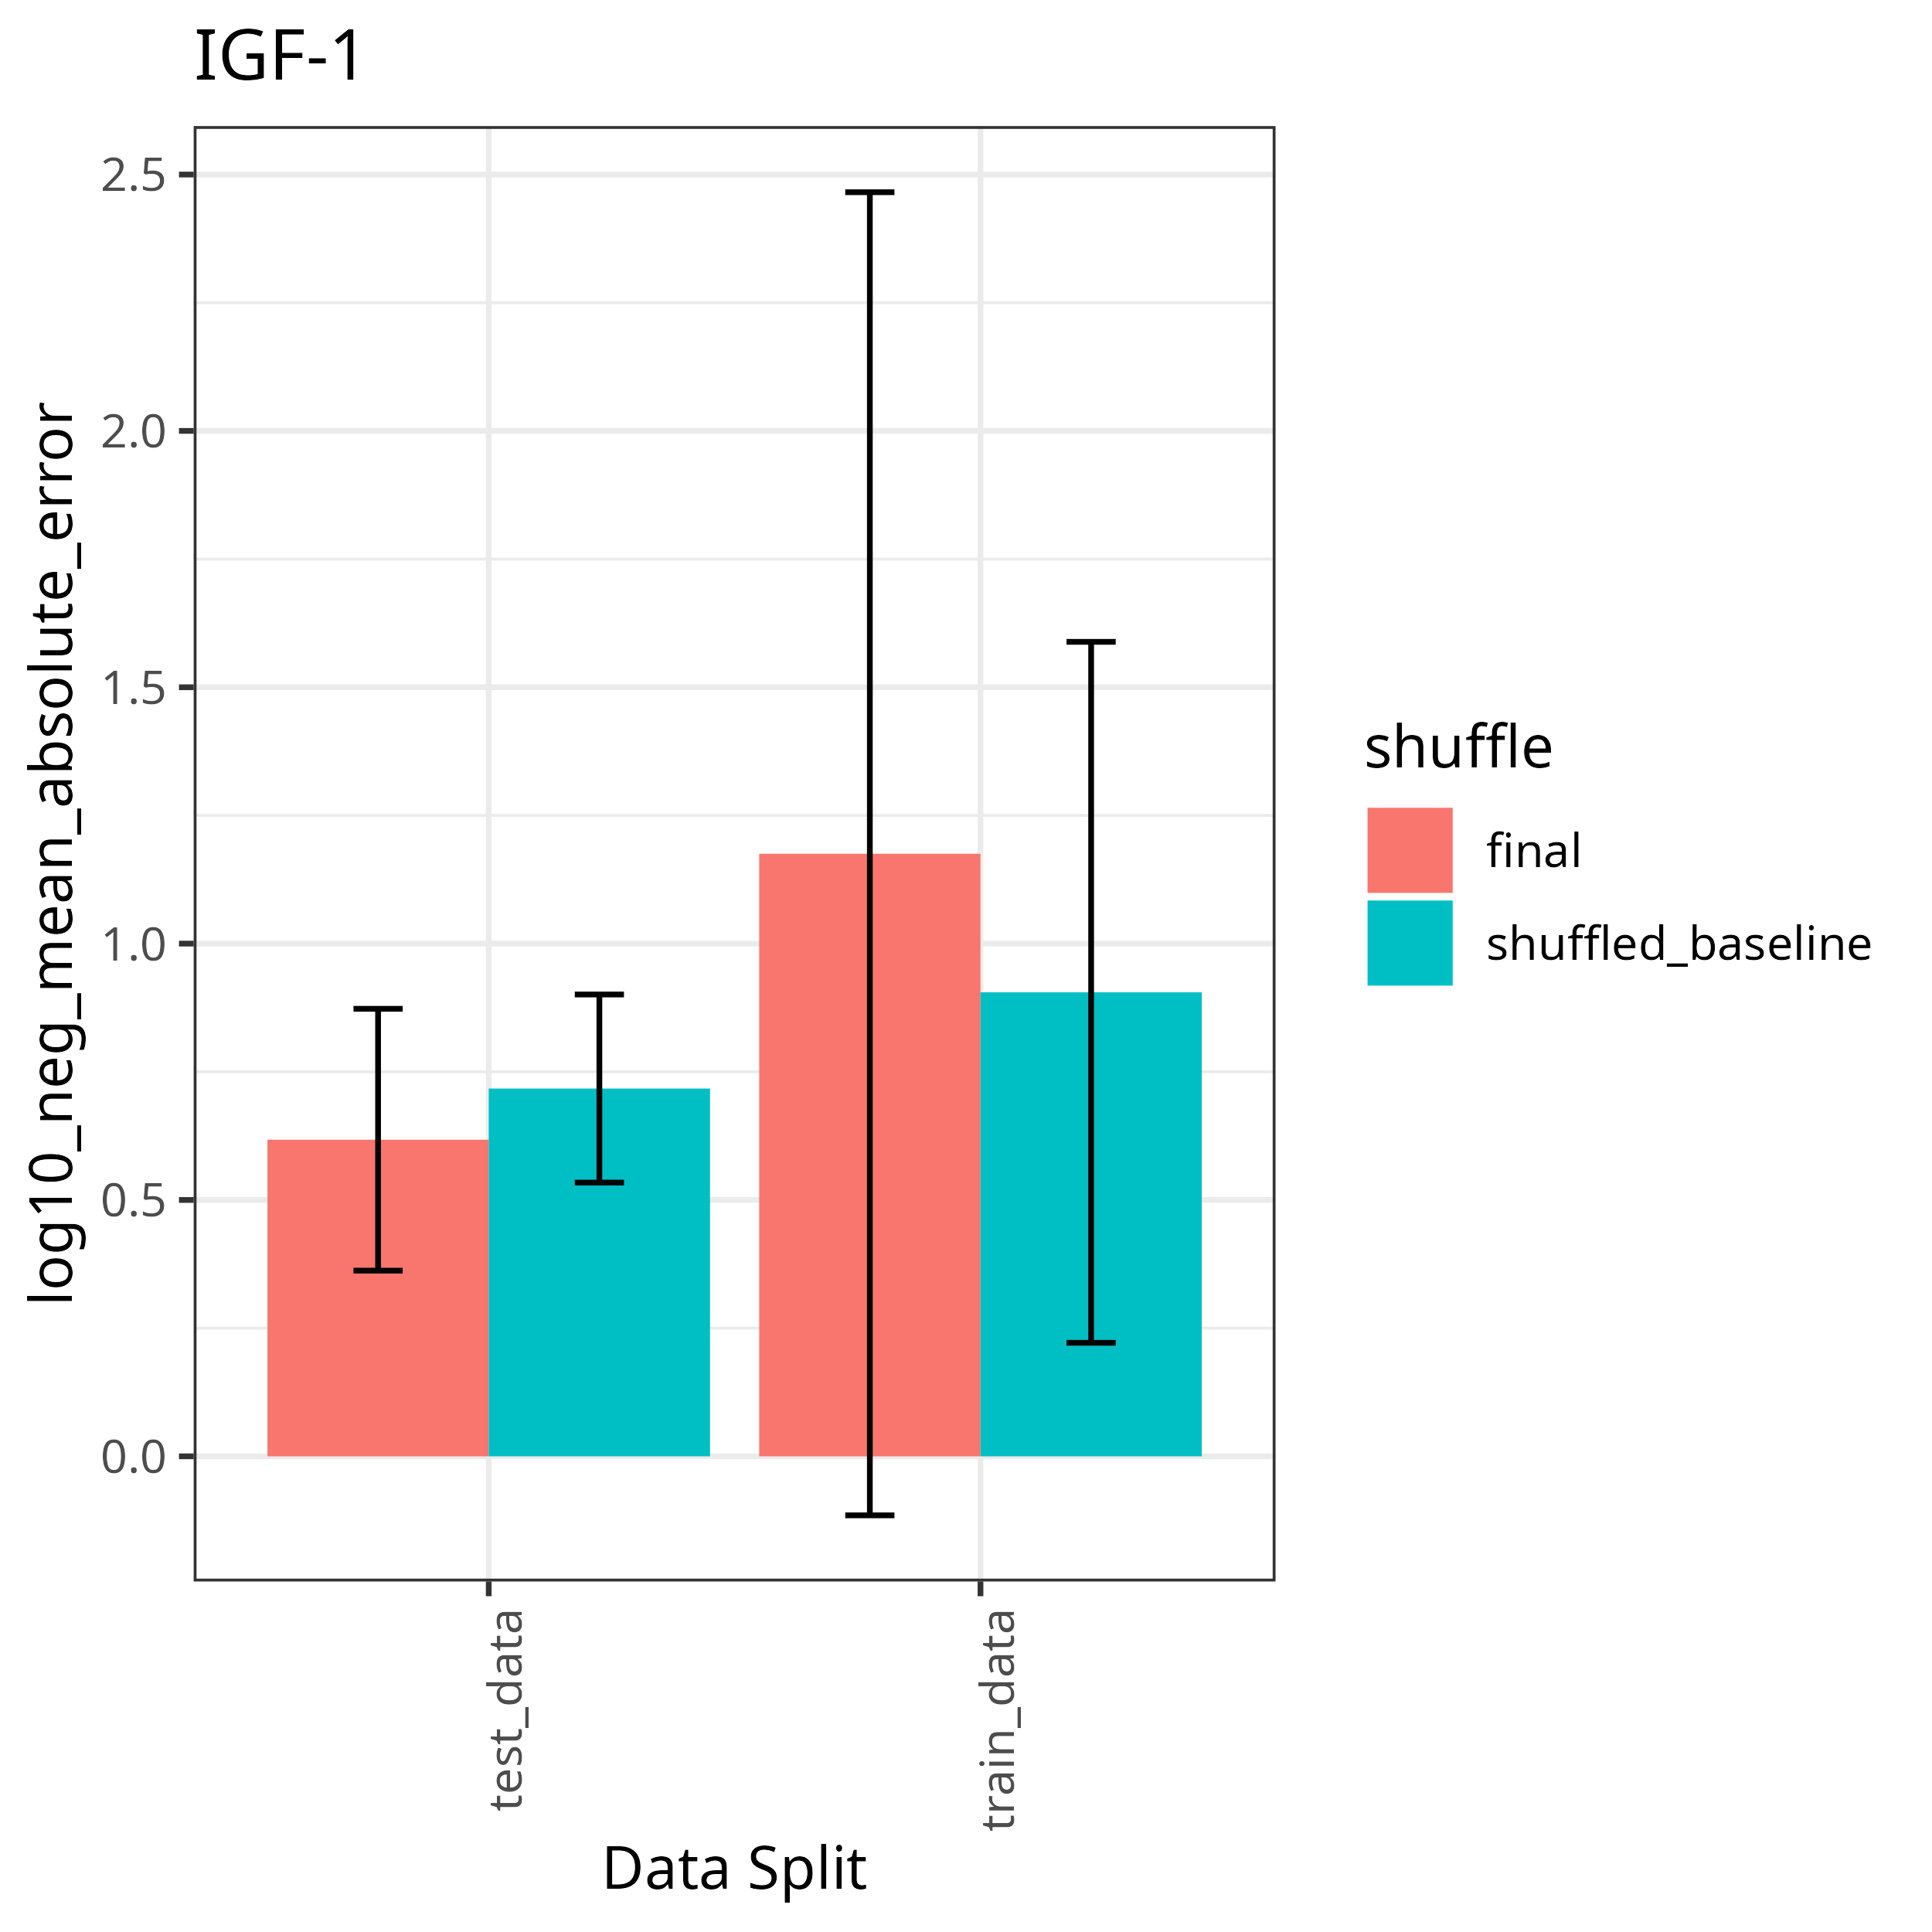 IGF-1
log10_neg_mean_absolute_error
2.5
2.0
1.5
1.0
0.5
0.0
test_data
train_data
Data Split
shuffle
final
shuffled_baseline